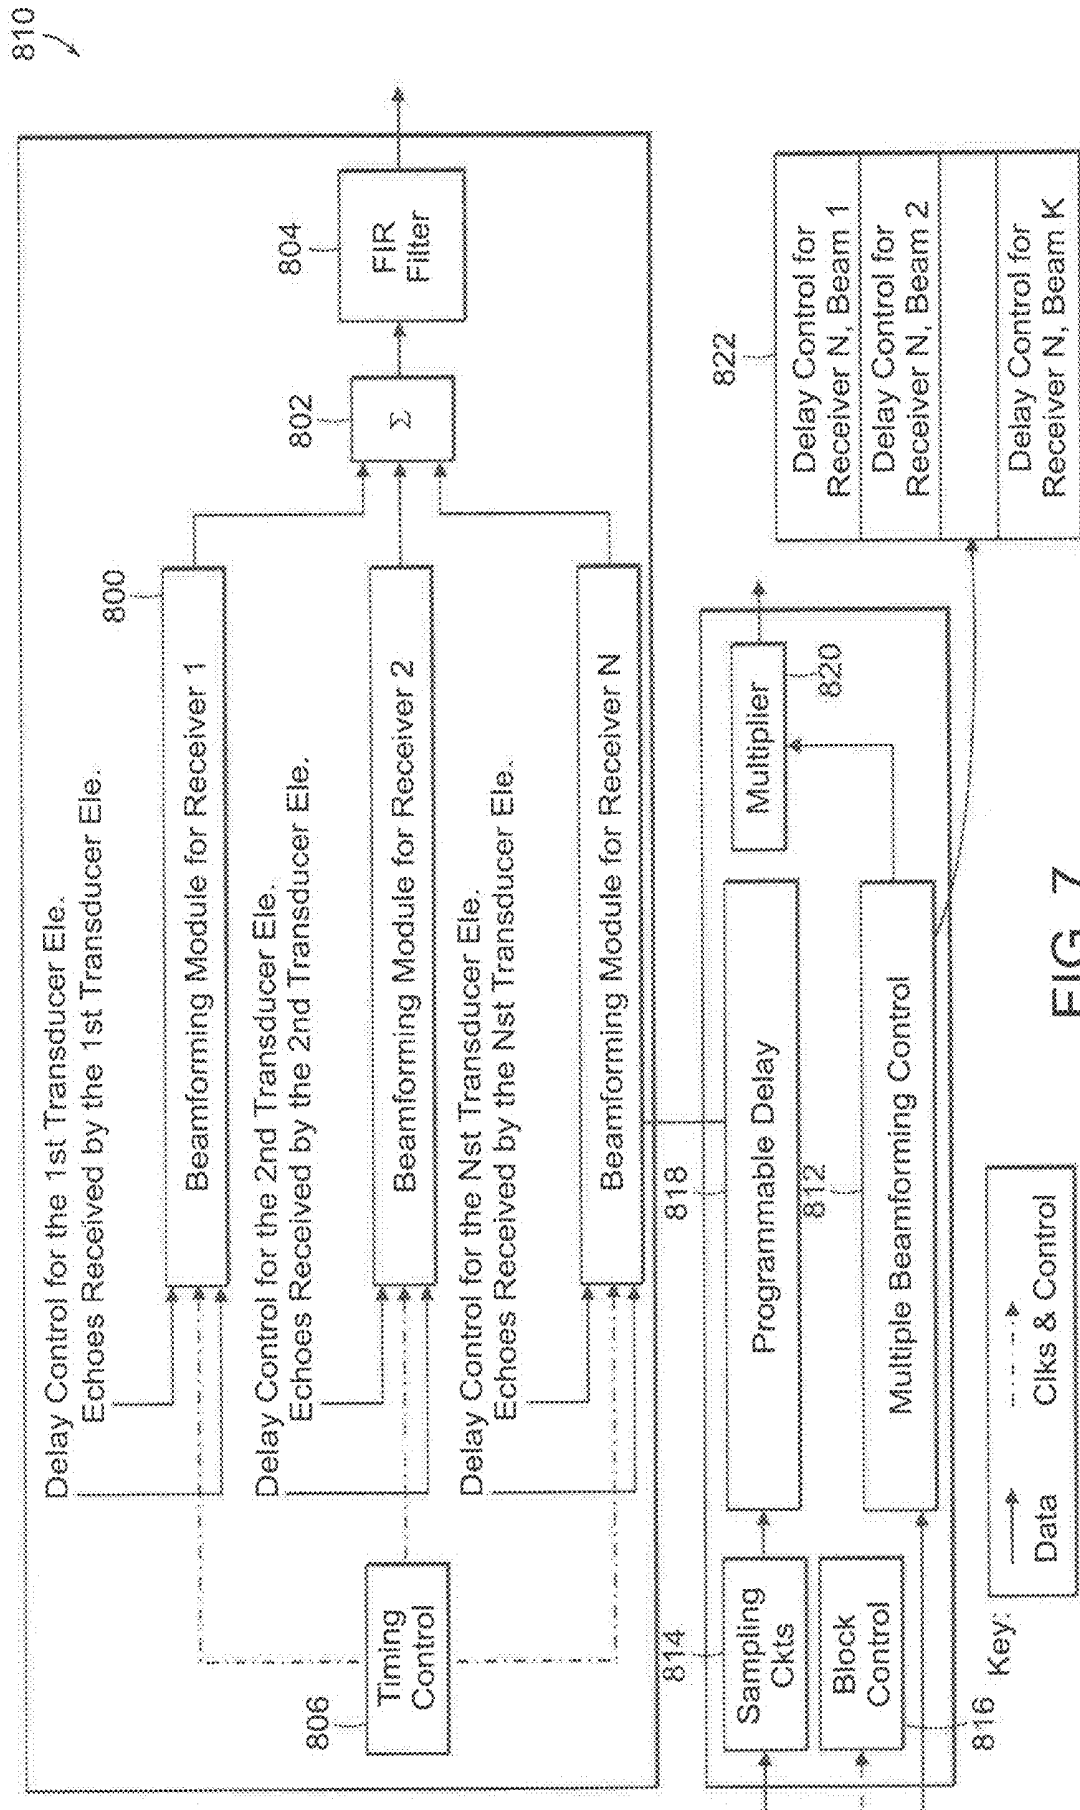 810
Delay Control for the 1st Transducer Ele.
Echoes Received by the 1st Transducer Ele.
800
Beamforming Module for Receiver 1
Delay Control for the 2nd Transducer Ele.
Echoes Received by the 2nd Transducer Ele.
Beamforming Module for Receiver 2
Delay Control for the Nst Transducer Ele.
Echoes Received by the Nst Transducer Ele.
Beamforming Module for Receiver N
806
Timing
Control
802
Σ
804
FIR
Filter
814
Sampling
Ckts
Block
Control
816
818
Programmable Delay
812
Multiple Beamforming Control
Multiplier
820
822
Delay Control for
Receiver N, Beam 1
Delay Control for
Receiver N, Beam 2
Delay Control for
Receiver N, Beam K
Key:
Data
Clks & Control
FIG. 7